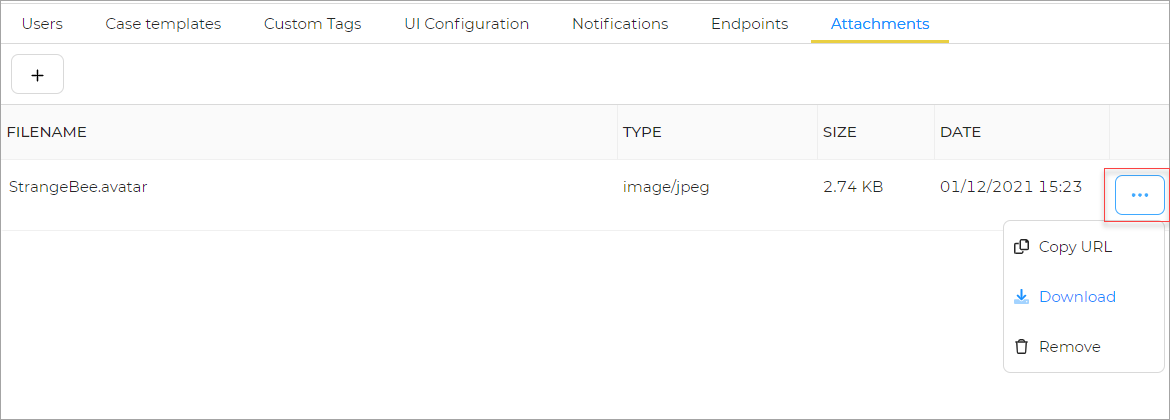 Users Case templates Custom Tags UI Configuration Notifications Endpoints Attachments
+
FILENAME TYPE SIZE DATE
StrangeBee.avatar image/jpeg 2.74 KB 01/12/2021 15:23
Copy URL
Download
Remove